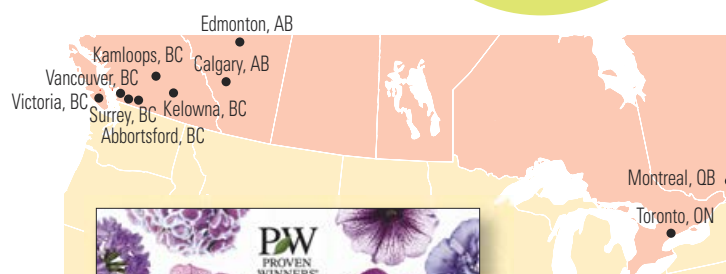 Edmonton, AB
Kamloops, BC
Calgary, AB
Vancouver, BC
Victoria, BC
Kelowna, BC
Surrey, BC
Abbortsford, BC
Montreal, QB
Toronto, ON
PW
PROVEN
WINNERS